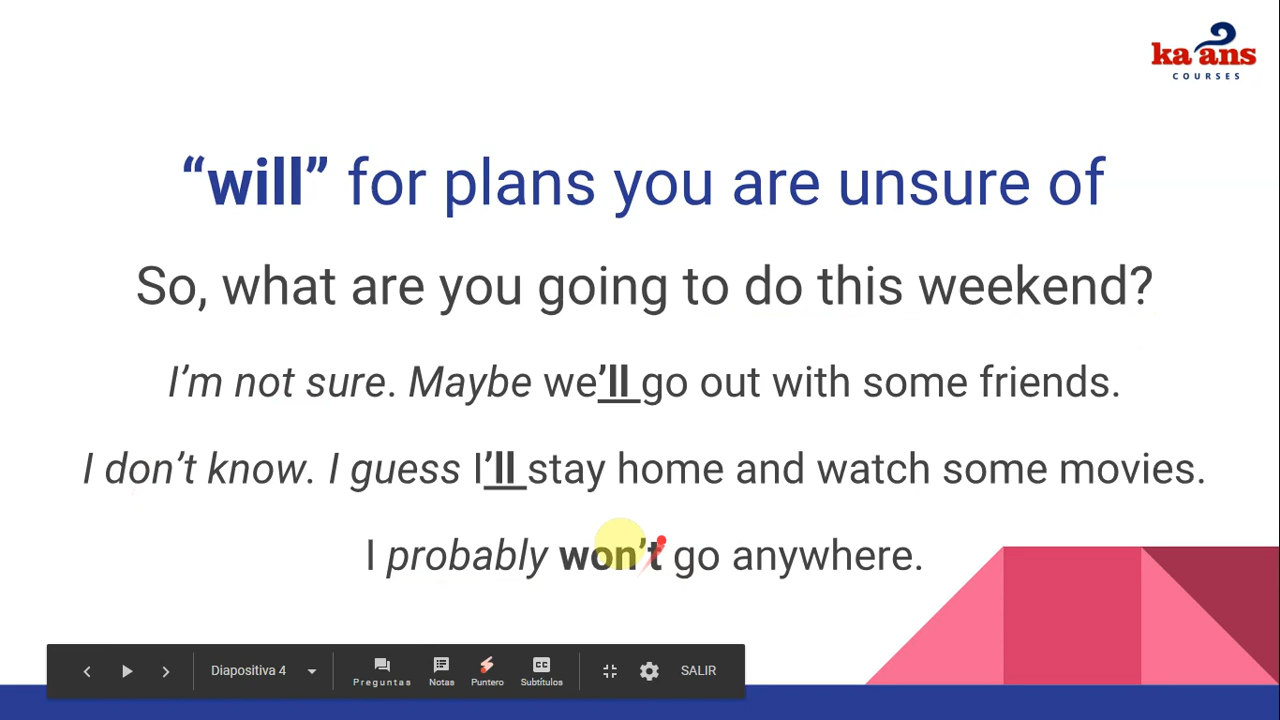 ka ans
COURSES
“will” for plans you are unsure of
So, what are you going to do this weekend?
I’m not sure. Maybe we’ll go out with some friends.
I don’t know. I guess I’ll stay home and watch some movies.
I probably won’t go anywhere.
Diapositiva 4
Preguntas
Notas
Puntero
CC
Subtítulos
SALIR